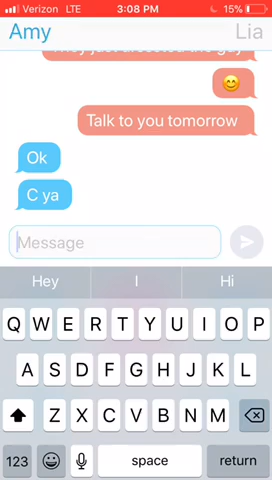 Verizon LTE 3:08 PM 15%
Amy Lia
😊
Talk to you tomorrow
Ok
C ya
Message
Hey I Hi
Q W E R T Y U I O P
A S D F G H J K L
Z X C V B N M
123 space return